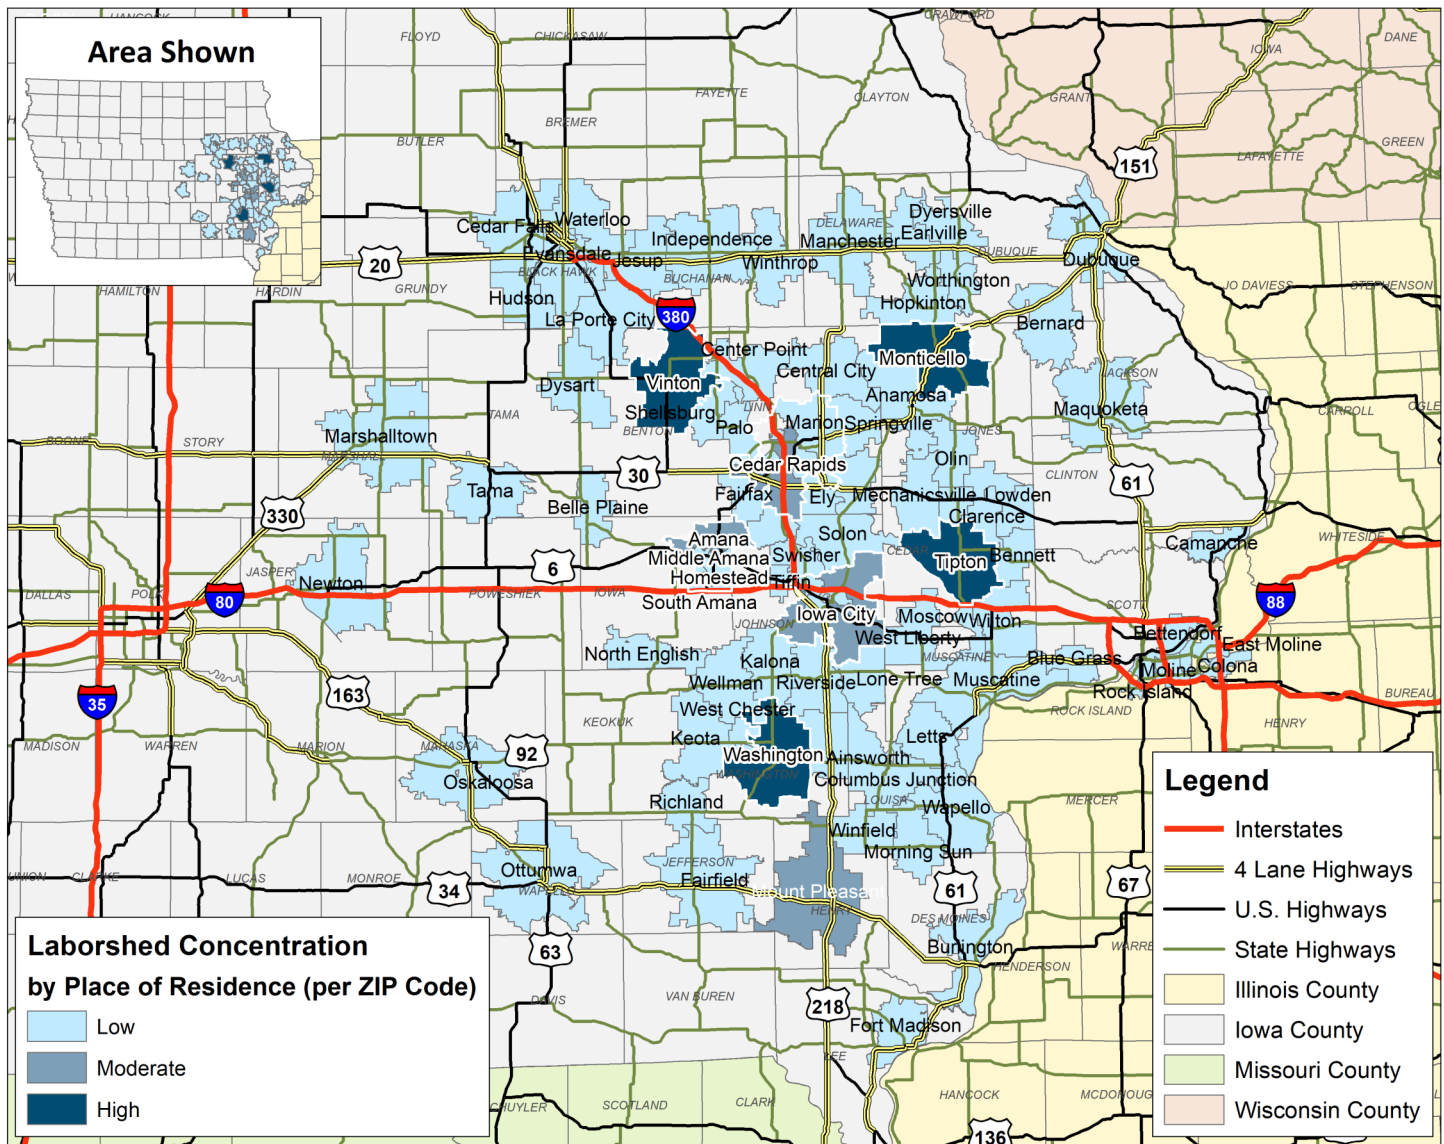 Area Shown
HANCOCK
FLOYD
CHICKASAW
CRAWFORD
IOWA
DANE
FAYETTE
CLAYTON
GRANT
BREMER
BUTLER
LAFAYETTE
GREEN
151
DELAWARE
Dyersville
Earlville
Cedar Falls
Waterloo
Independence
Manchester
DUBUQUE
Dubuque
Evansdale
Jesup
Winthrop
20
BLACK HAWK
BUCHANAN
Worthington
HAMILTON
HARDIN
GRUNDY
Hudson
Hopkinton
JO DAVIESS
STEPHENSON
La Porte City
380
Bernard
Center Point
Monticello
Central City
Vinton
Dysart
JACKSON
Anamosa
Shellsburg
LINN
Maquoketa
CARROLL
OGLE
TAMA
BENTON
Palo
Marion
Springville
JONES
BOONE
STORY
Marshalltown
MARSHALL
Cedar Rapids
Olin
CLINTON
30
61
Tama
Fairfax
Ely
Mechanicsville
Lowden
Belle Plaine
Clarence
330
Solon
Amana
Middle Amana
Swisher
CEDAR
Tipton
Bennett
Camanche
WHITESIDE
6
JASPER
Newton
Homestead
Tiffin
80
88
DALLAS
POLK
POWESHIEK
IOWA
South Amana
SCOTT
JOHNSON
Iowa City
Moscow
Wilton
West Liberty
Bettendorf
East Moline
North English
Kalona
MUSCATINE
Blue Grass
Moline
Colona
Wellman
Riverside
Lone Tree
Muscatine
Rock Island
ROCK ISLAND
BUREAU
35
163
West Chester
KEOKUK
HENRY
MADISON
WARREN
MARION
MAHASKA
92
Keota
Letts
Washington
WASHINGTON
Ainsworth
Oskaloosa
Columbus Junction
Richland
LOUISA
Wapello
MERCER
Winfield
Morning Sun
JEFFERSON
Ottumwa
Fairfield
UNION
CLARKE
LUCAS
MONROE
34
WAPELLO
Mount Pleasant
HENRY
61
67
DES MOINES
Burlington
63
HENDERSON
DAVIS
VAN BUREN
218
Fort Madison
LEE
HANCOCK
SCHUYLER
SCOTLAND
CLARK
136
Laborshed Concentration
by Place of Residence (per ZIP Code)
Low
Moderate
High
Legend
Interstates
4 Lane Highways
U.S. Highways
State Highways
Illinois County
Iowa County
Missouri County
Wisconsin County